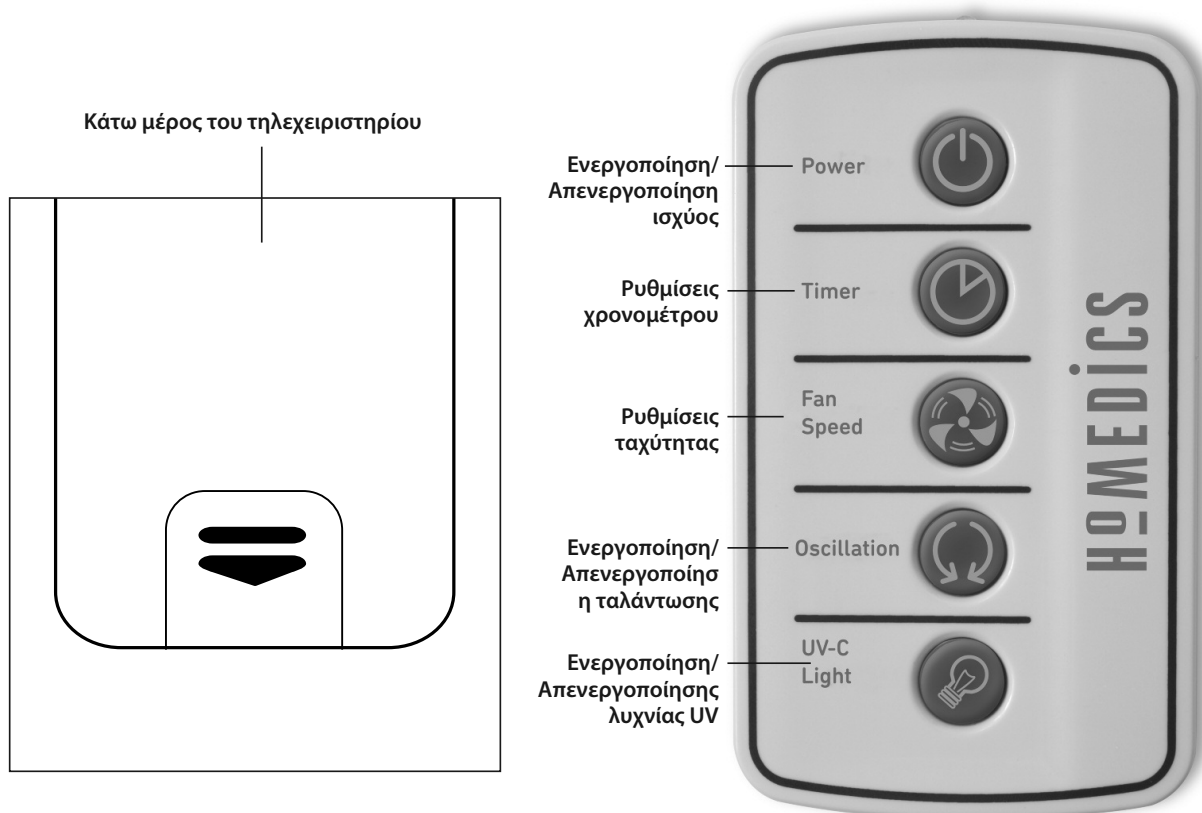 Κάτω μέρος του τηλεχειριστηρίου
Ενεργοποίηση/
Απενεργοποίηση
ισχύος
Power
Ρυθμίσεις
χρονομέτρου
Timer
Ρυθμίσεις
ταχύτητας
Fan
Speed
Ενεργοποίηση/
Απενεργοποίησ
η ταλάντωσης
Oscillation
Ενεργοποίηση/
Απενεργοποίησης
λυχνίας UV
UV-C
Light
HoMEDiCS